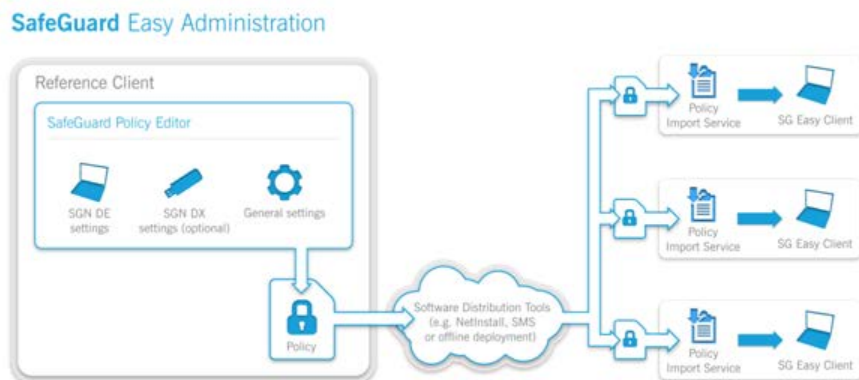 SafeGuard Easy Administration
Reference Client
SafeGuard Policy Editor
SGN DE
settings
SGN DX
settings (optional)
General settings
Policy
Software Distribution Tools
(e.g. NetInstall, SMS
or offline deployment)
Policy
Import Service
SG Easy Client
Policy
Import Service
SG Easy Client
Policy
Import Service
SG Easy Client